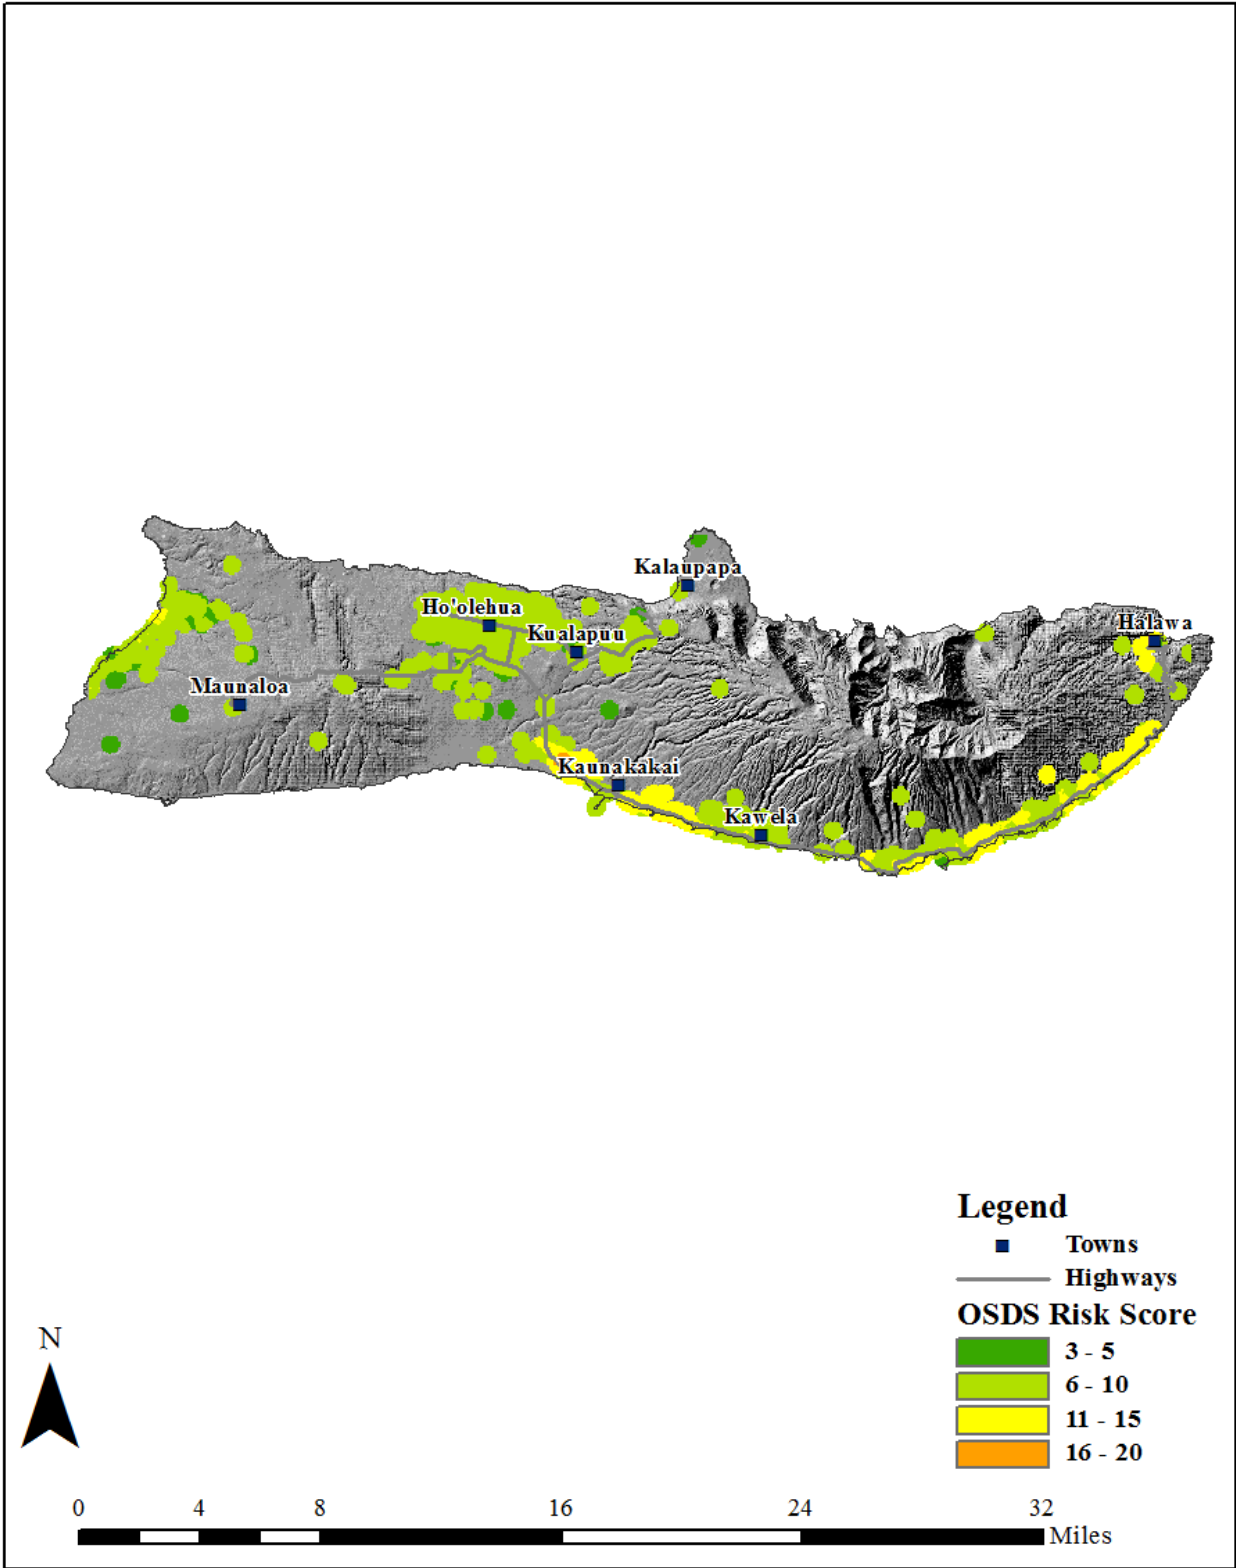 Kalaupapa
Ho'olehua
Kualapuu
Halawa
Maunaloa
Kaunakakai
Kawela
Legend
Towns
Highways
OSDS Risk Score
3 - 5
6 - 10
11 - 15
16 - 20
N
0 4 8 16 24 32
Miles